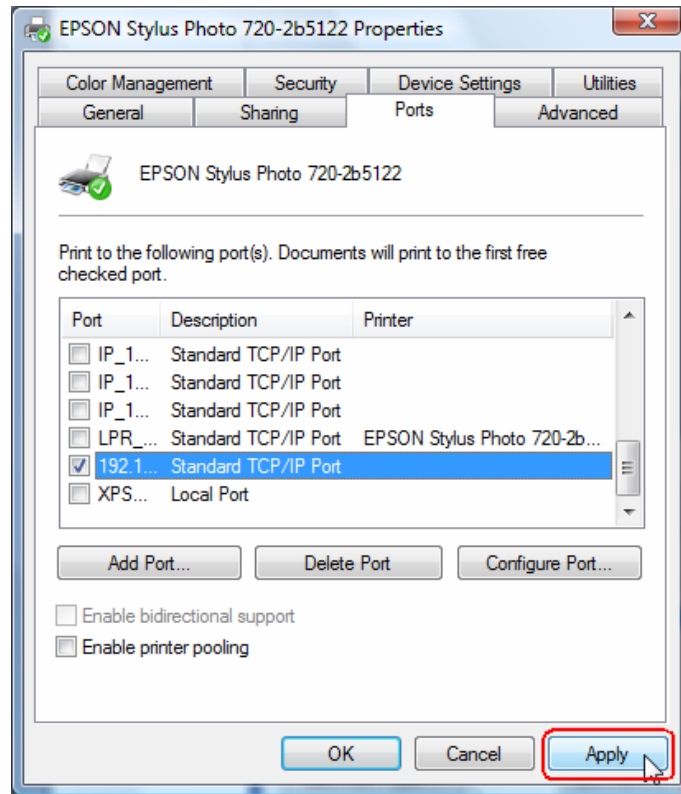 EPSON Stylus Photo 720-2b5122 Properties
Color Management Security Device Settings Utilities
General Sharing Ports Advanced
EPSON Stylus Photo 720-2b5122
Print to the following port(s). Documents will print to the first free
checked port.
Port Description Printer
IP_1... Standard TCP/IP Port
IP_1... Standard TCP/IP Port
IP_1... Standard TCP/IP Port
LPR_... Standard TCP/IP Port EPSON Stylus Photo 720-2b...
192.1... Standard TCP/IP Port
XPS... Local Port
Add Port... Delete Port Configure Port...
Enable bidirectional support
Enable printer pooling
OK Cancel Apply